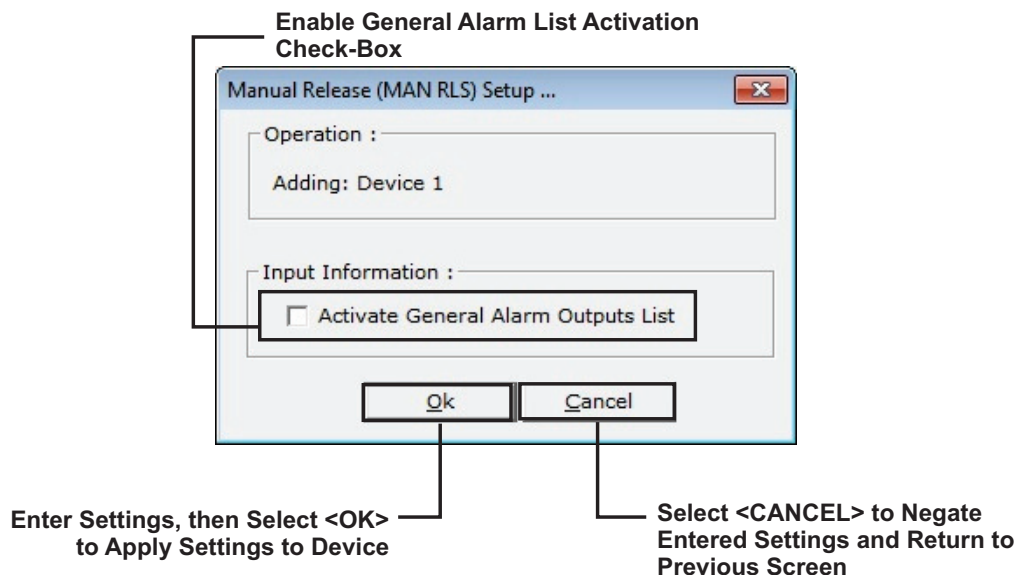 Enable General Alarm List Activation
Check-Box
Manual Release (MAN RLS) Setup ...
Operation :
Adding: Device 1
Input Information :
Activate General Alarm Outputs List
Ok
Cancel
Enter Settings, then Select <OK>
to Apply Settings to Device
Select <CANCEL> to Negate
Entered Settings and Return to
Previous Screen